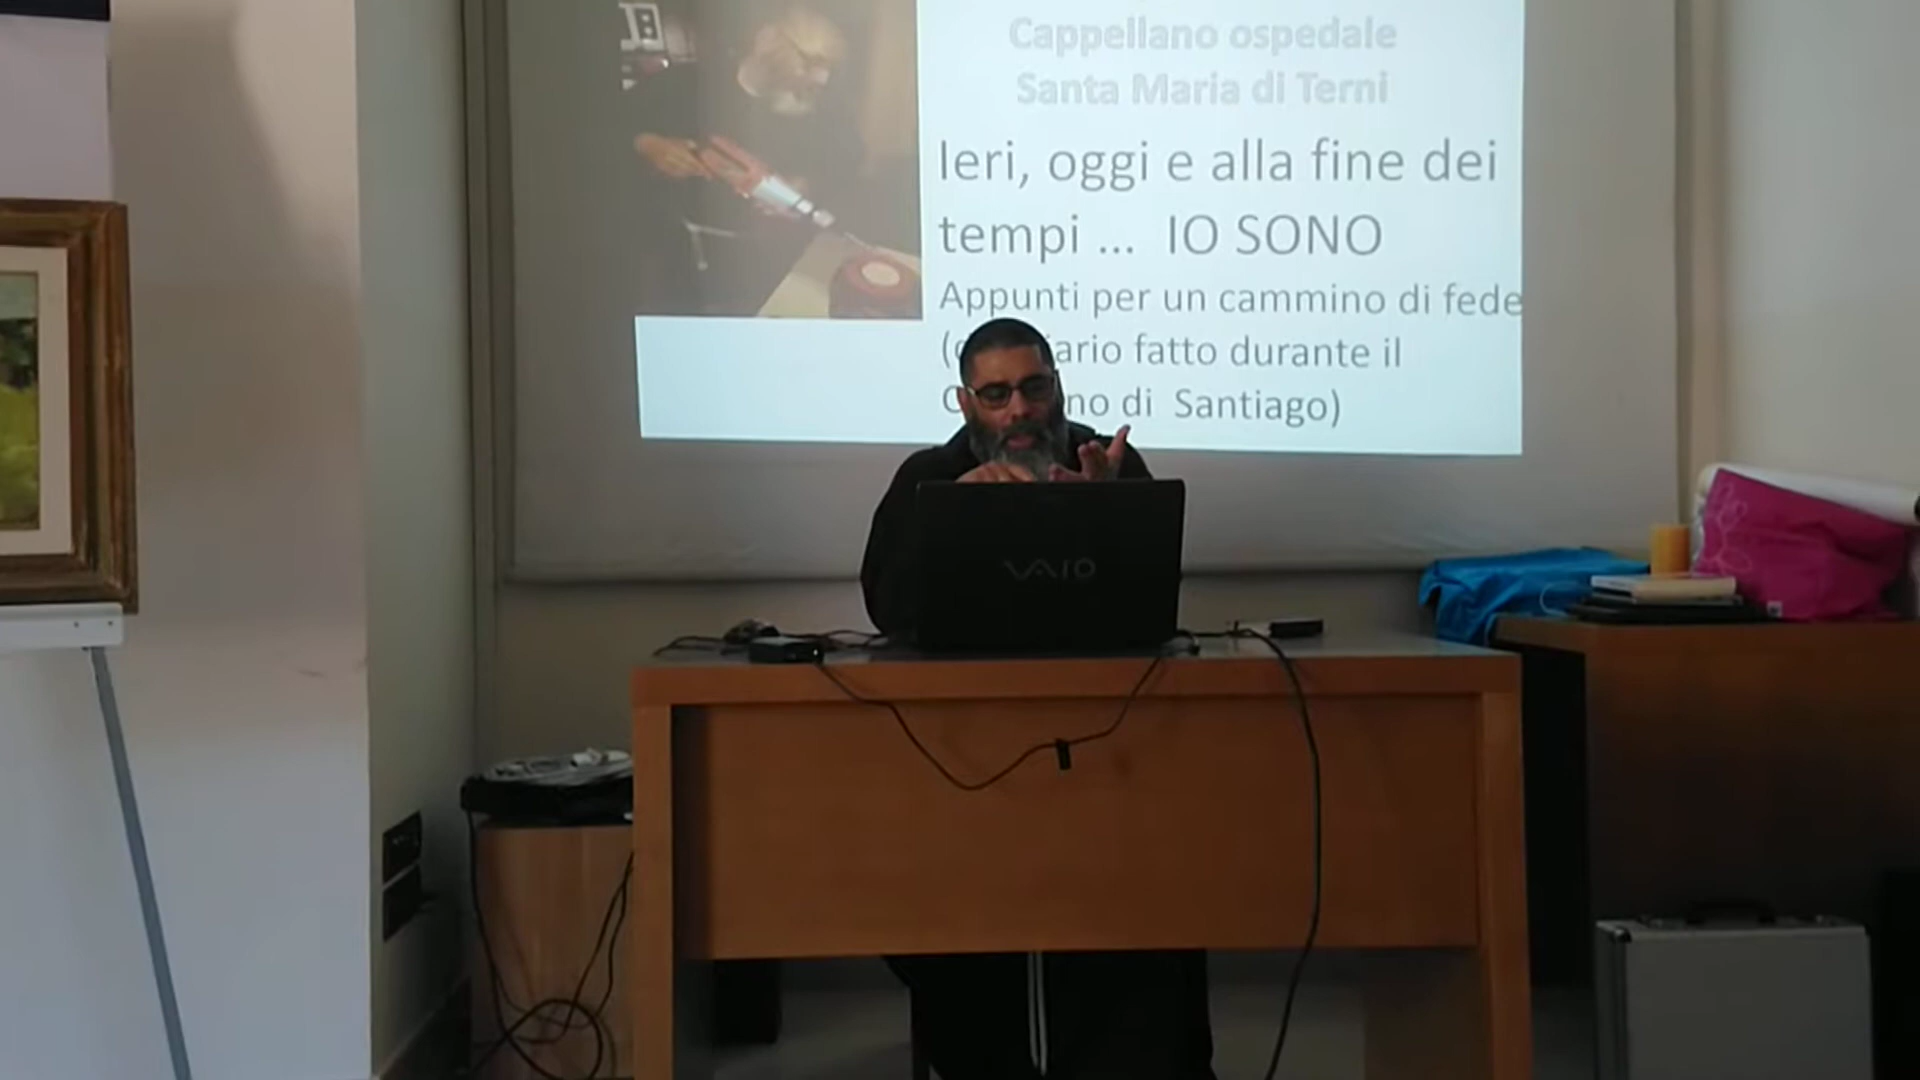 Cappellano ospedale
Santa Maria di Terni
Ieri, oggi e alla fine dei
tempi ... IO SONO
Appunti per un cammino di fede
fatto durante il
di Santiago)
VAIO